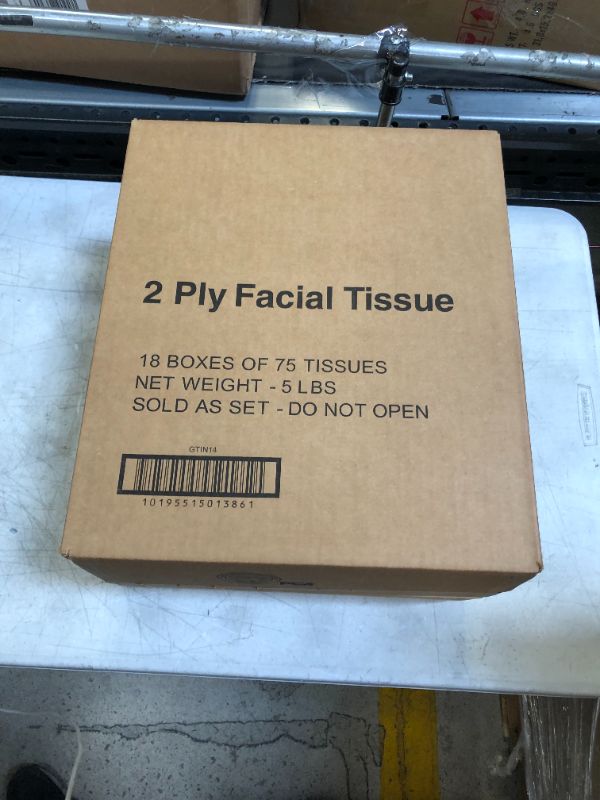 2 Ply Facial Tissue
18 BOXES OF 75 TISSUES
NET WEIGHT - 5 LBS
SOLD AS SET - DO NOT OPEN
GTIN14
10195515013861